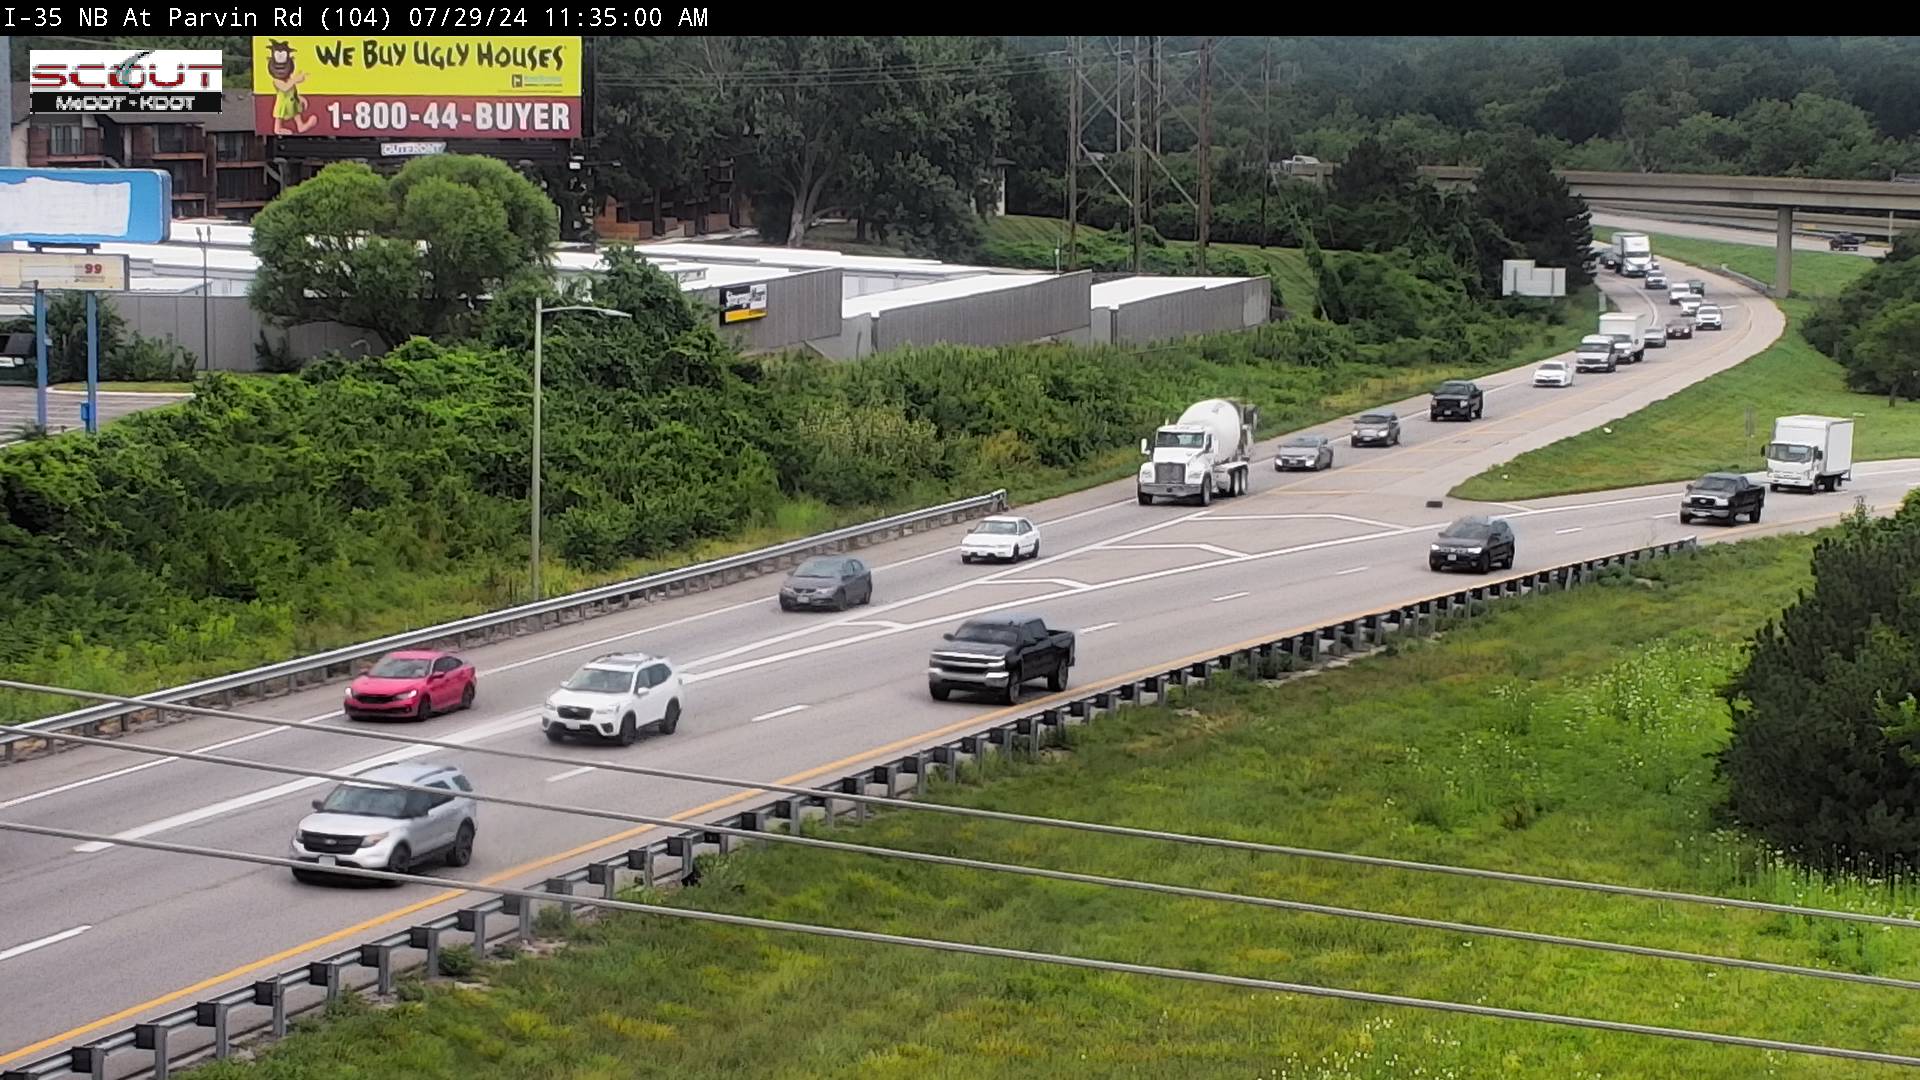 I-35 NB At Parvin Rd (104) 07/29/24 11:35:00 AM
SCOUT
MoDOT - KDOT
WE BUY UGLY HOUSES
1-800-44-BUYER
OUTFRONT
99